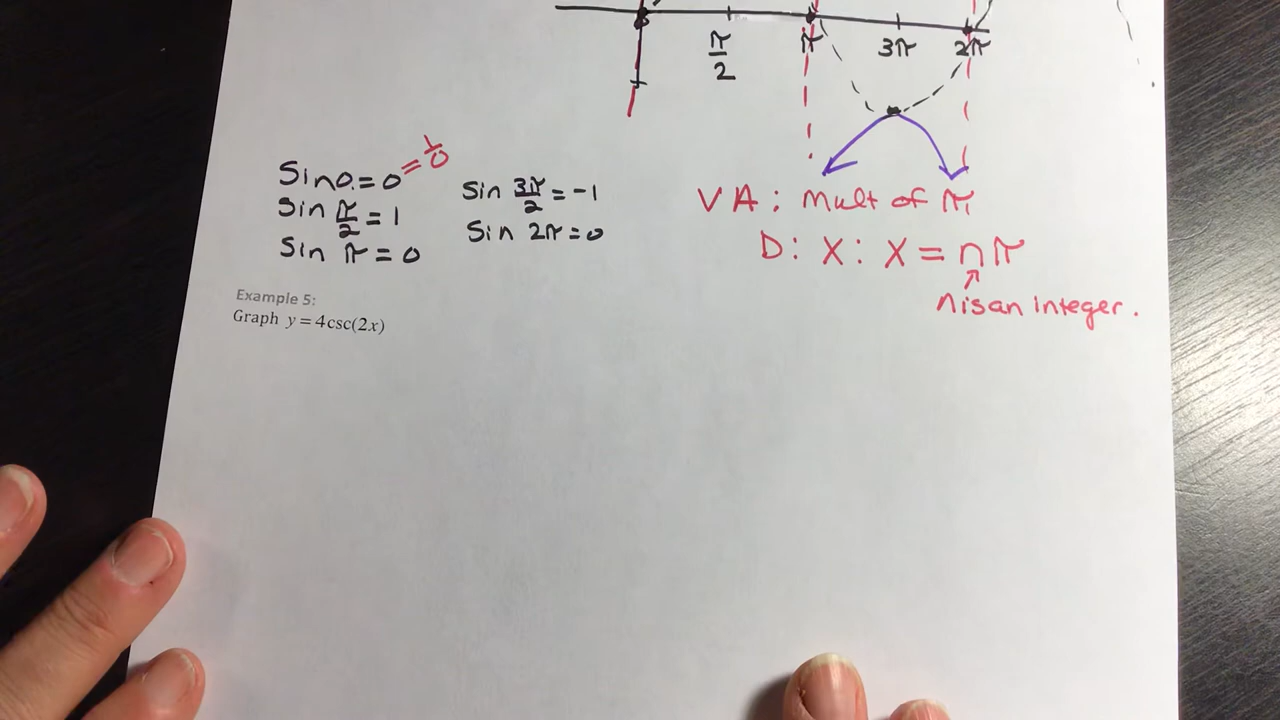 π/2 π 3π 2π
Sin 0 = 0 = 1/0
Sin π/2 = 1
Sin π = 0
Sin 3π/2 = -1
Sin 2π = 0
VA: Mult of π
D: X: X = nπ
n is an integer.
Example 5:
Graph y = 4csc(2x)